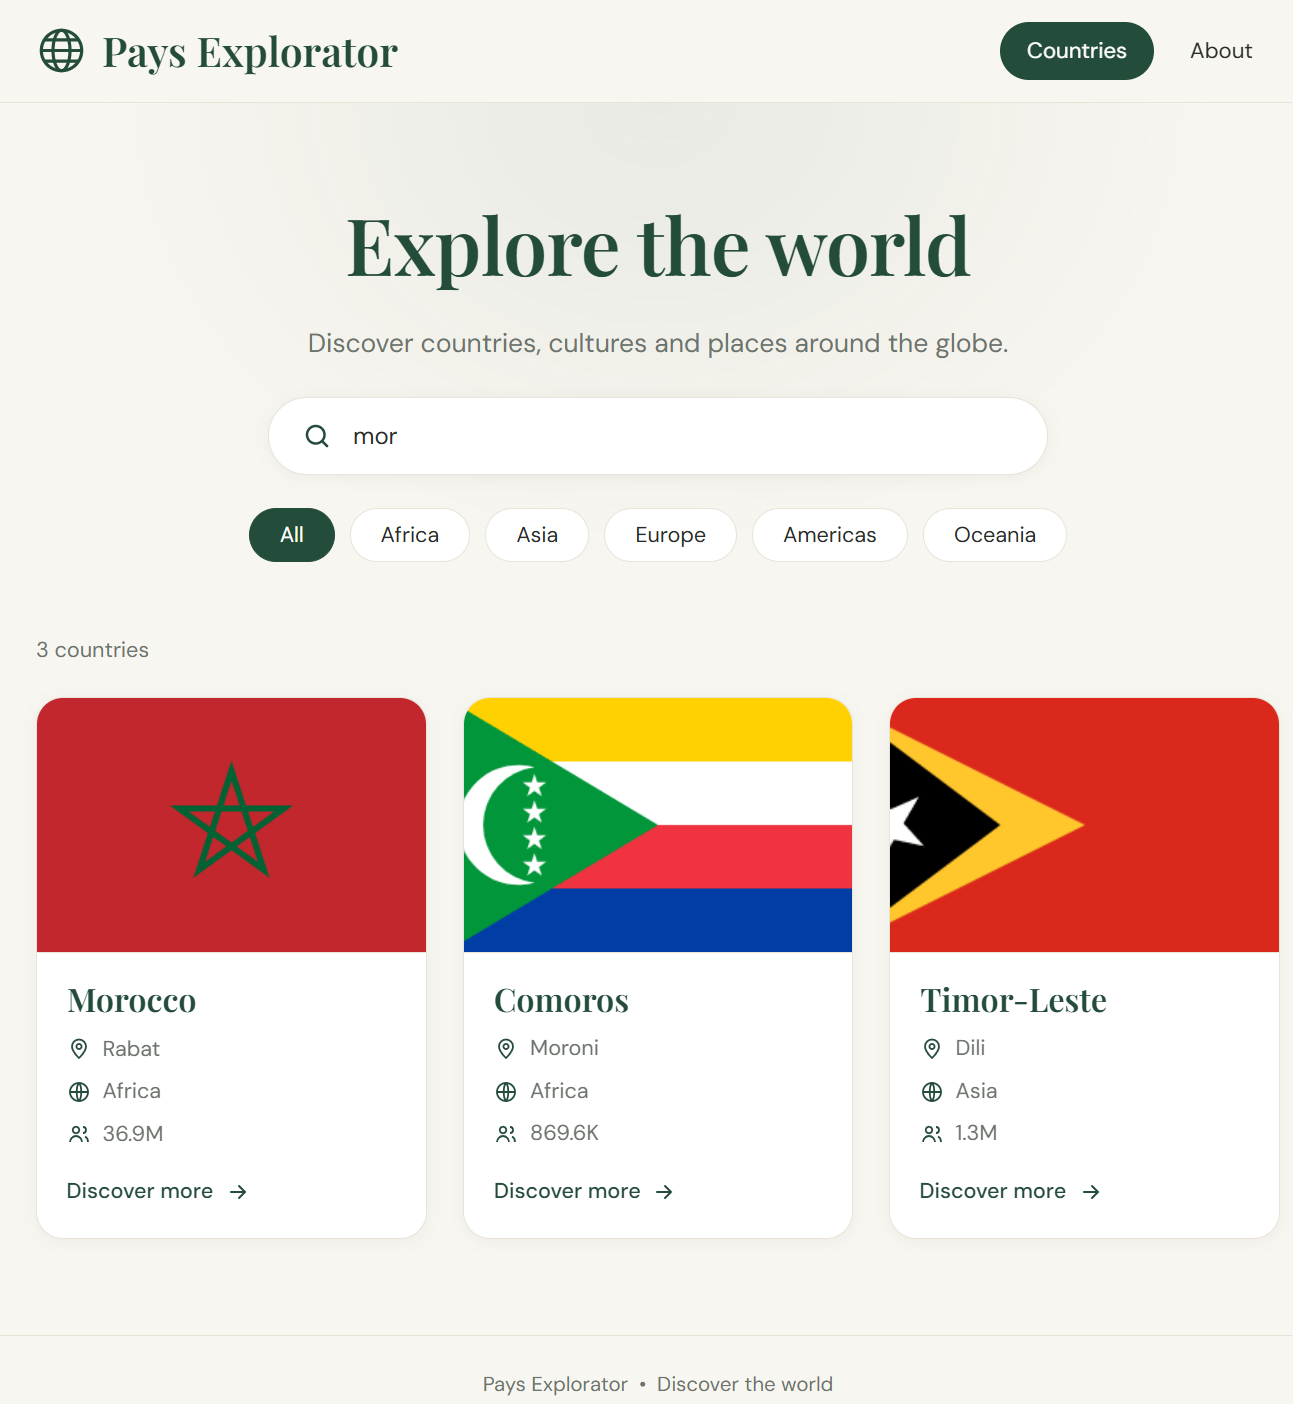 Pays Explorator
Countries
About
Explore the world
Discover countries, cultures and places around the globe.
mor
All
Africa
Asia
Europe
Americas
Oceania
3 countries
Morocco
Rabat
Africa
36.9M
Discover more →
Comoros
Moroni
Africa
869.6K
Discover more →
Timor-Leste
Dili
Asia
1.3M
Discover more →
Pays Explorator • Discover the world